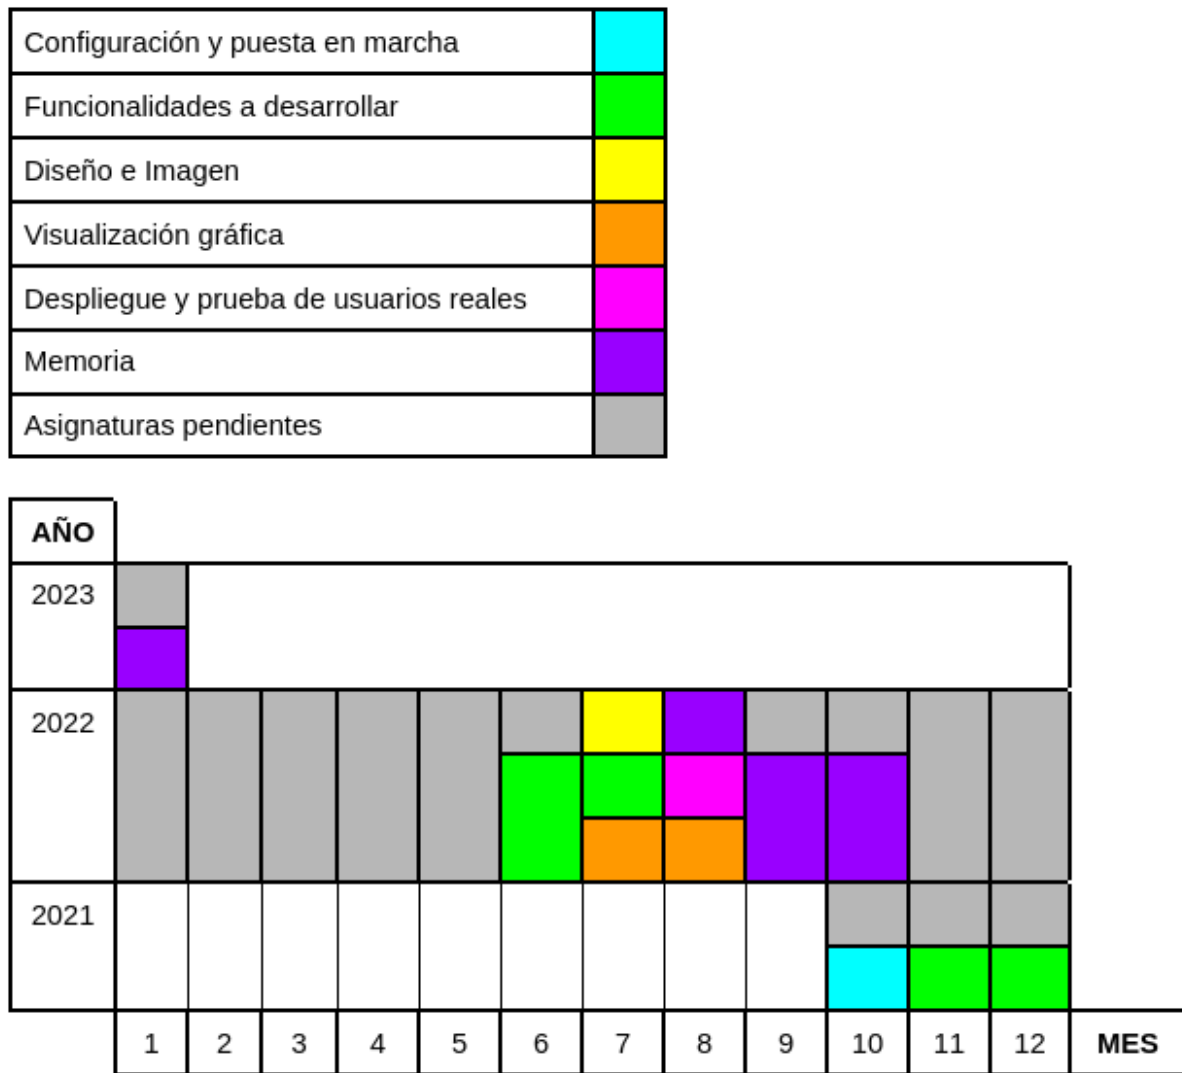 Configuración y puesta en marcha
Funcionalidades a desarrollar
Diseño e Imagen
Visualización gráfica
Despliegue y prueba de usuarios reales
Memoria
Asignaturas pendientes
AÑO
2023
2022
2021
1 2 3 4 5 6 7 8 9 10 11 12 MES